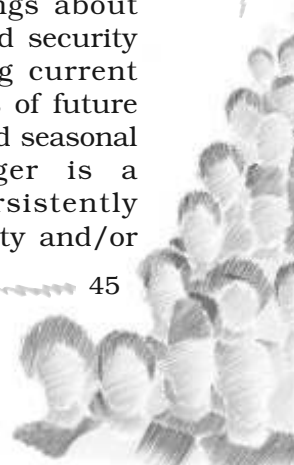 ngs about
d security
g current
of future
d seasonal
ger is a
rsistently
ty and/or
45